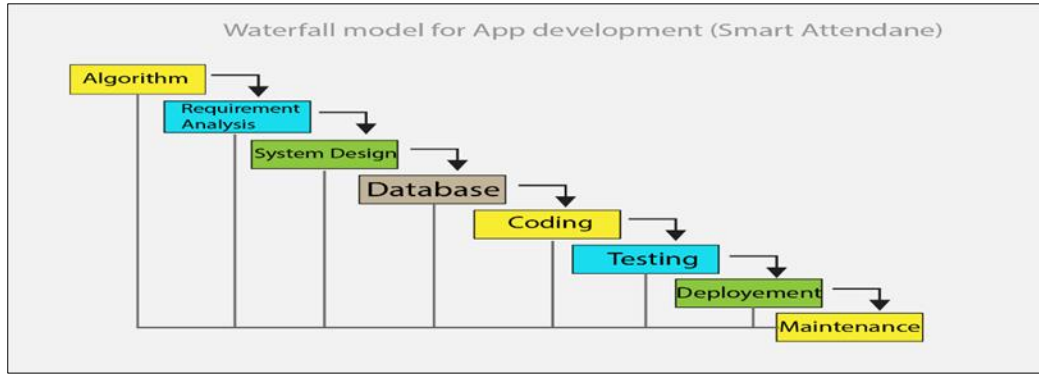 Waterfall model for App development (Smart Attendane)
Algorithm
Requirement
Analysis
System Design
Database
Coding
Testing
Deployement
Maintenance